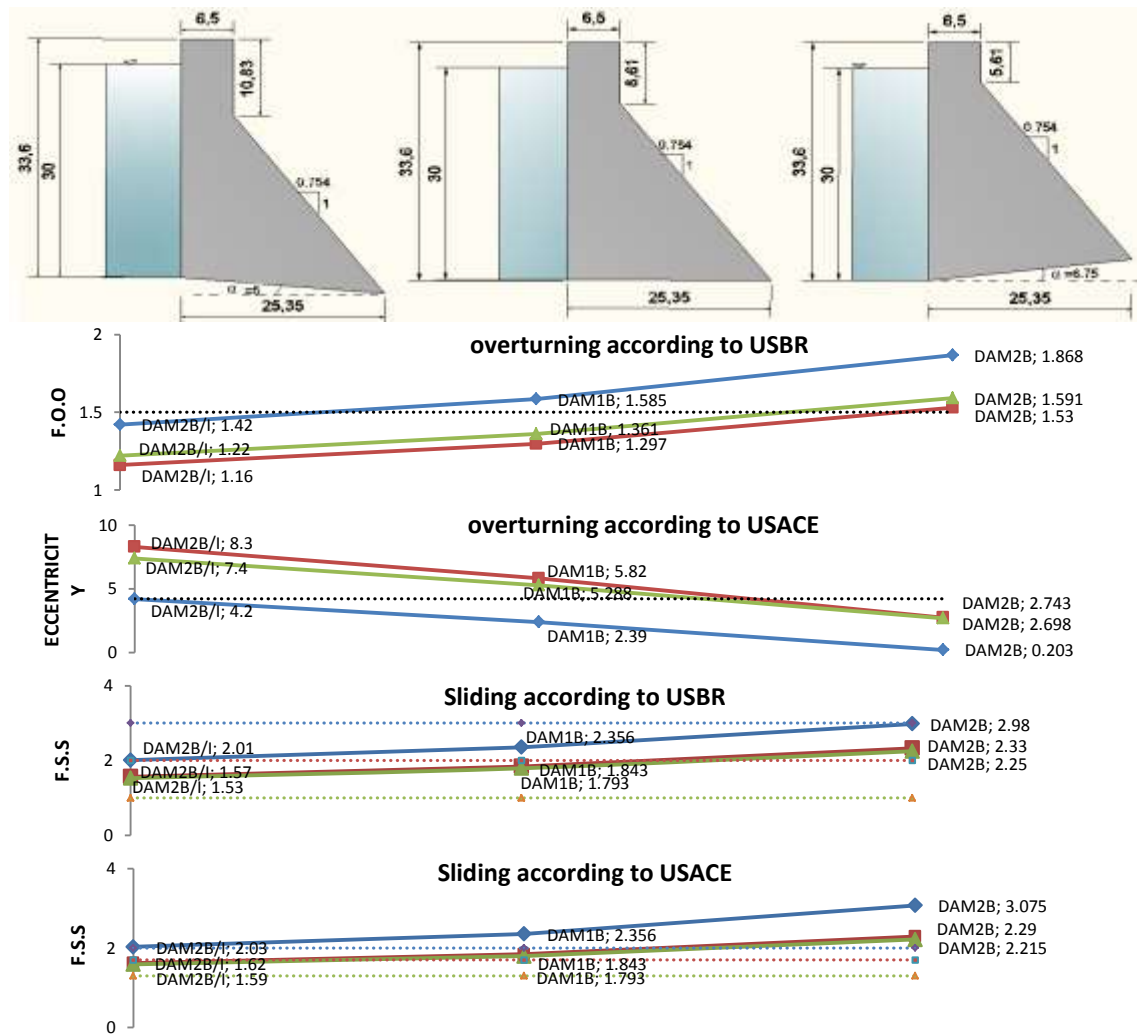 6,5
10,83
33,6
30
0.754
1
α =5
25,35
6,5
8,61
33,6
30
0.754
1
25,35
6,5
5,61
33,6
30
0.754
1
α =6.75
25,35
overturning according to USBR
F.O.O
2
1.5
1
DAM2B/I; 1.42
DAM2B/I; 1.22
DAM2B/I; 1.16
DAM1B; 1.585
DAM1B; 1.361
DAM1B; 1.297
DAM2B; 1.868
DAM2B; 1.591
DAM2B; 1.53
overturning according to USACE
ECCENTRICIT
Y
10
5
0
DAM2B/I; 8.3
DAM2B/I; 7.4
DAM2B/I; 4.2
DAM1B; 5.82
DAM1B; 5.288
DAM1B; 2.39
DAM2B; 2.743
DAM2B; 2.698
DAM2B; 0.203
Sliding according to USBR
F.S.S
4
2
0
DAM2B/I; 2.01
DAM2B/I; 1.57
DAM2B/I; 1.53
DAM1B; 2.356
DAM1B; 1.843
DAM1B; 1.793
DAM2B; 2.98
DAM2B; 2.33
DAM2B; 2.25
Sliding according to USACE
F.S.S
4
2
0
DAM2B/I; 2.03
DAM2B/I; 1.62
DAM2B/I; 1.59
DAM1B; 2.356
DAM1B; 1.843
DAM1B; 1.793
DAM2B; 3.075
DAM2B; 2.29
DAM2B; 2.215